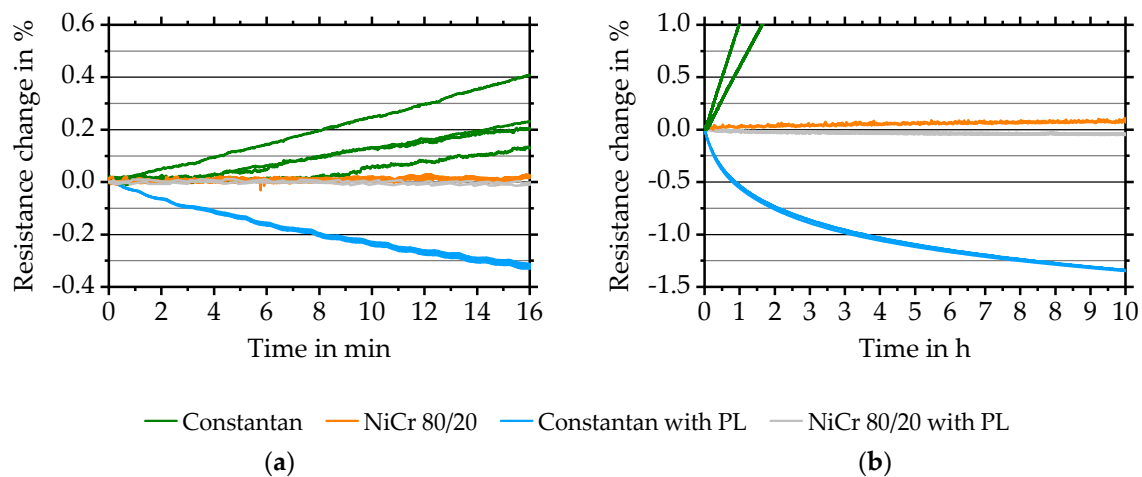 Resistance change in %
0.6
0.4
0.2
0.0
-0.2
-0.4
0 2 4 6 8 10 12 14 16
Time in min
Resistance change in %
1.0
0.5
0.0
-0.5
-1.0
-1.5
0 1 2 3 4 5 6 7 8 9 10
Time in h
Constantan NiCr 80/20 Constantan with PL NiCr 80/20 with PL
(a) (b)